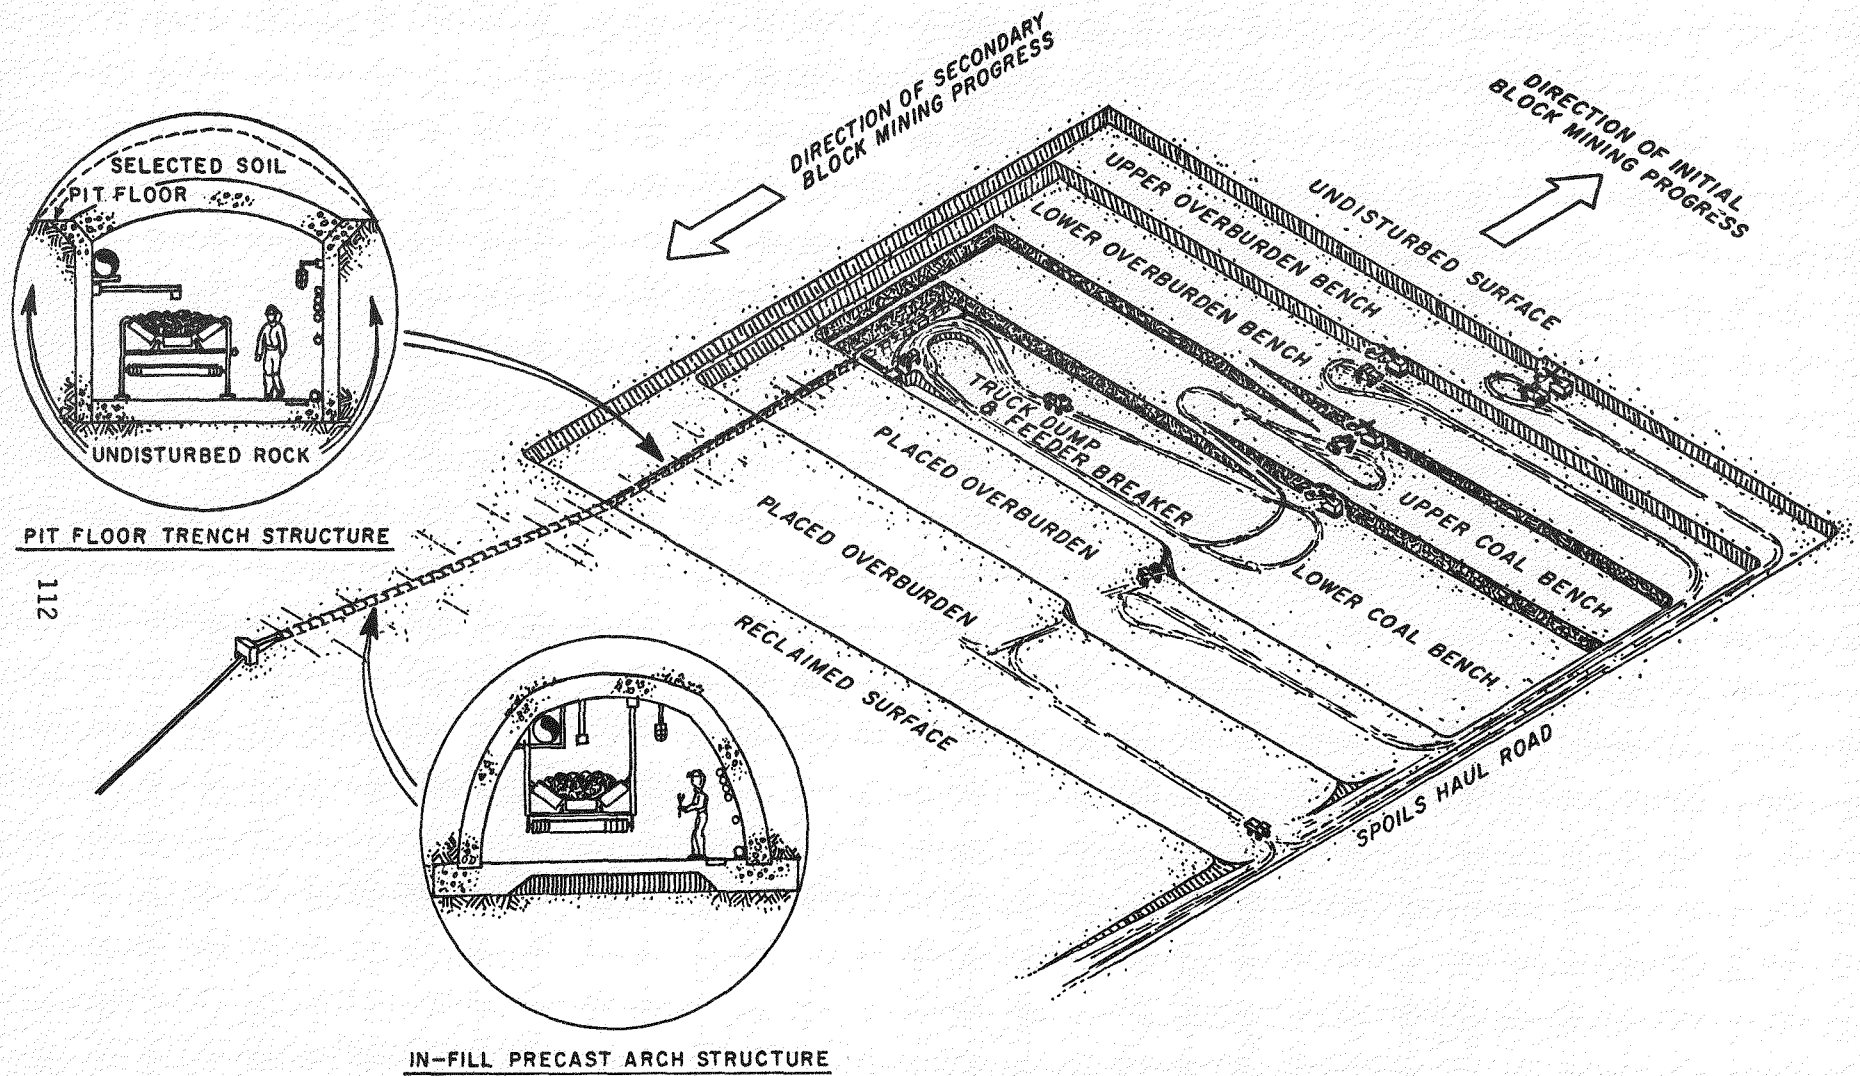 DIRECTION OF SECONDARY
BLOCK MINING PROGRESS
DIRECTION OF INITIAL
BLOCK MINING PROGRESS
SELECTED SOIL
PIT FLOOR
UNDISTURBED ROCK
PIT FLOOR TRENCH STRUCTURE
UNDISTURBED SURFACE
UPPER OVERBURDEN BENCH
LOWER OVERBURDEN BENCH
TRUCK DUMP
& FEEDER BREAKER
UPPER COAL BENCH
LOWER COAL BENCH
PLACED OVERBURDEN
PLACED OVERBURDEN
RECLAIMED SURFACE
SPOILS HAUL ROAD
112
IN-FILL PRECAST ARCH STRUCTURE